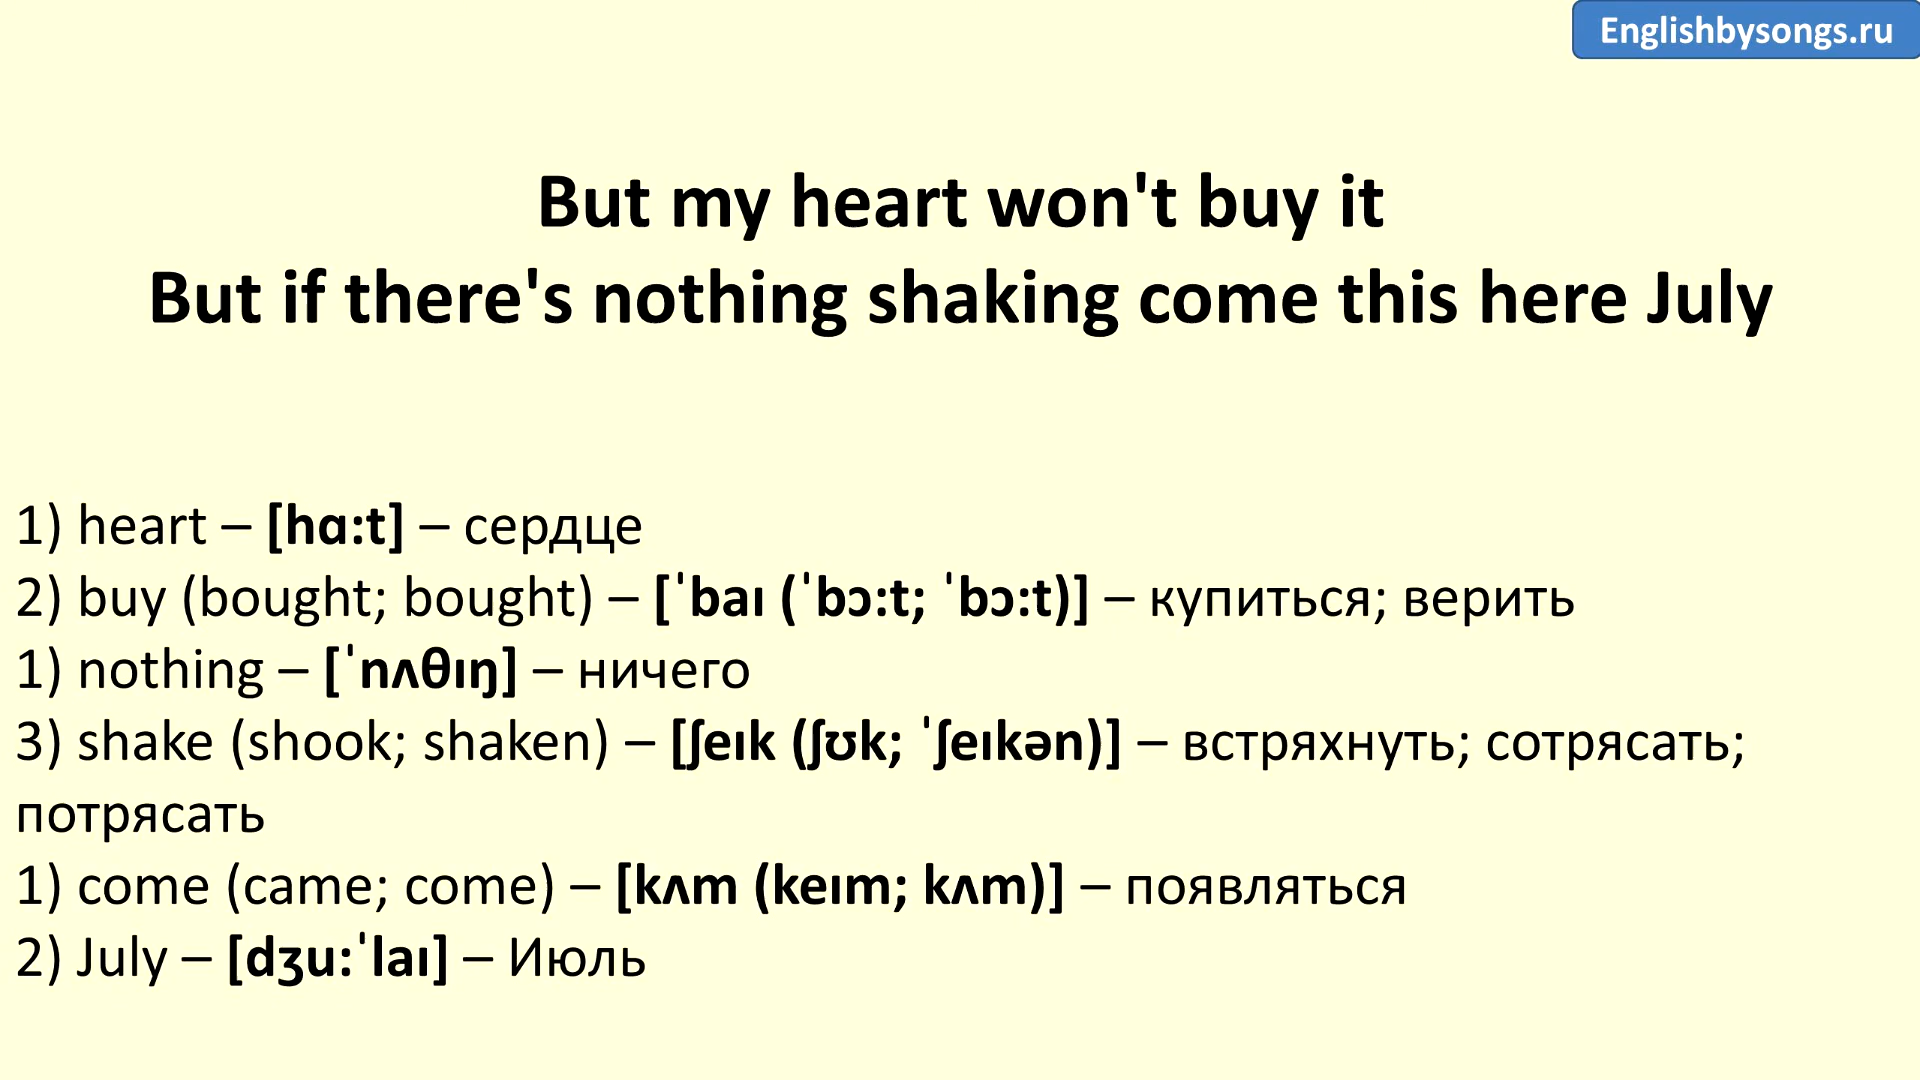 Englishbysongs.ru
But my heart won't buy it
But if there's nothing shaking come this here July
1) heart – [hɑ:t] – сердце
2) buy (bought; bought) – [ˈbaɪ (ˈbɔ:t; ˈbɔ:t)] – купиться; верить
1) nothing – [ˈnʌθɪŋ] – ничего
3) shake (shook; shaken) – [ʃeɪk (ʃʊk; ˈʃeɪkən)] – встряхнуть; сотрясать;
потрясать
1) come (came; come) – [kʌm (keɪm; kʌm)] – появляться
2) July – [dʒu:ˈlaɪ] – Июль